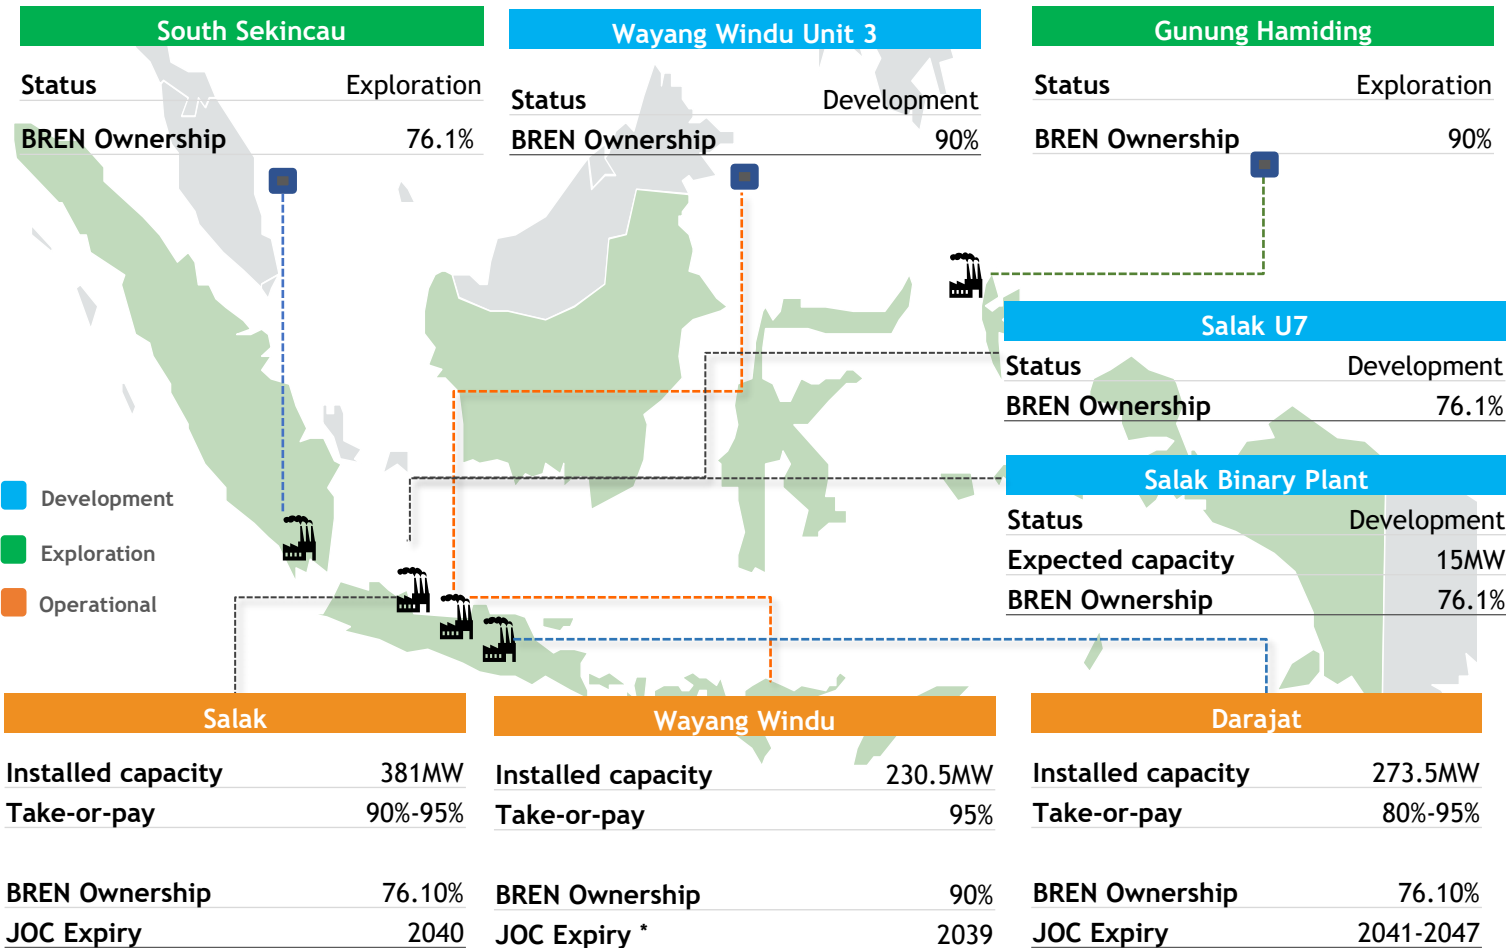 South Sekincau
Status Exploration
BREN Ownership 76.1%
Wayang Windu Unit 3
Status Development
BREN Ownership 90%
Gunung Hamiding
Status Exploration
BREN Ownership 90%
Salak U7
Status Development
BREN Ownership 76.1%
Salak Binary Plant
Status Development
Expected capacity 15MW
BREN Ownership 76.1%
Development
Exploration
Operational
Salak
Installed capacity 381MW
Take-or-pay 90%-95%
BREN Ownership 76.10%
JOC Expiry 2040
Wayang Windu
Installed capacity 230.5MW
Take-or-pay 95%
BREN Ownership 90%
JOC Expiry * 2039
Darajat
Installed capacity 273.5MW
Take-or-pay 80%-95%
BREN Ownership 76.10%
JOC Expiry 2041-2047